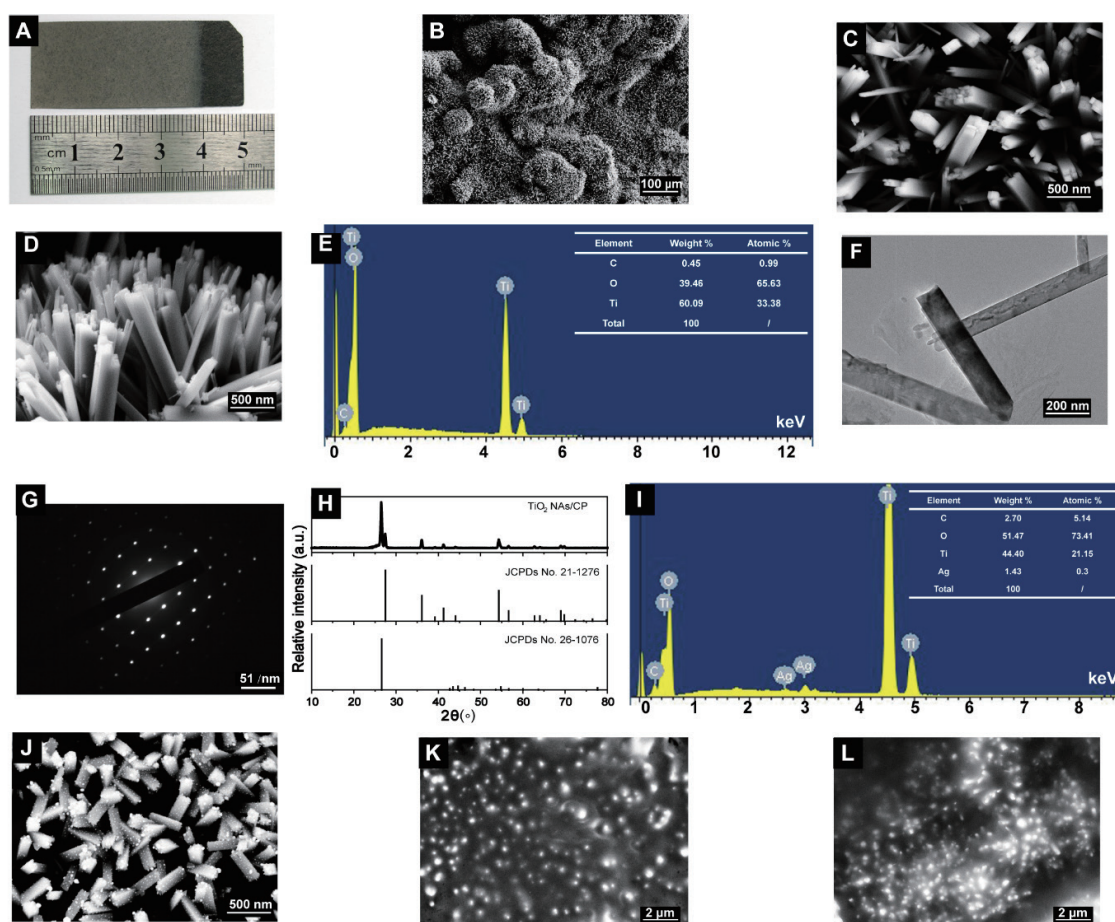 A
mm
cm 1 2 3 4 5
0.5mm mm
B
100 µm
C
500 nm
D
500 nm
E
Ti
O
C
Ti
Ti
Element Weight % Atomic %
C 0.45 0.99
O 39.46 65.63
Ti 60.09 33.38
Total 100 /
keV
0 2 4 6 8 10 12
F
200 nm
G
51 /nm
H
Relative intensity (a.u.)
TiO₂ NAs/CP
JCPDs No. 21-1276
JCPDs No. 26-1076
10 20 30 40 50 60 70 80
2θ(○)
I
Ti
O
Ti
C
Ag
Ag
Ti
Element Weight % Atomic %
C 2.70 5.14
O 51.47 73.41
Ti 44.40 21.15
Ag 1.43 0.3
Total 100 /
keV
0 1 2 3 4 5 6 7 8
J
500 nm
K
2 µm
L
2 µm